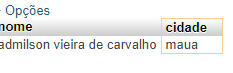 Opções
nome cidade
admilson vieira de carvalho maua